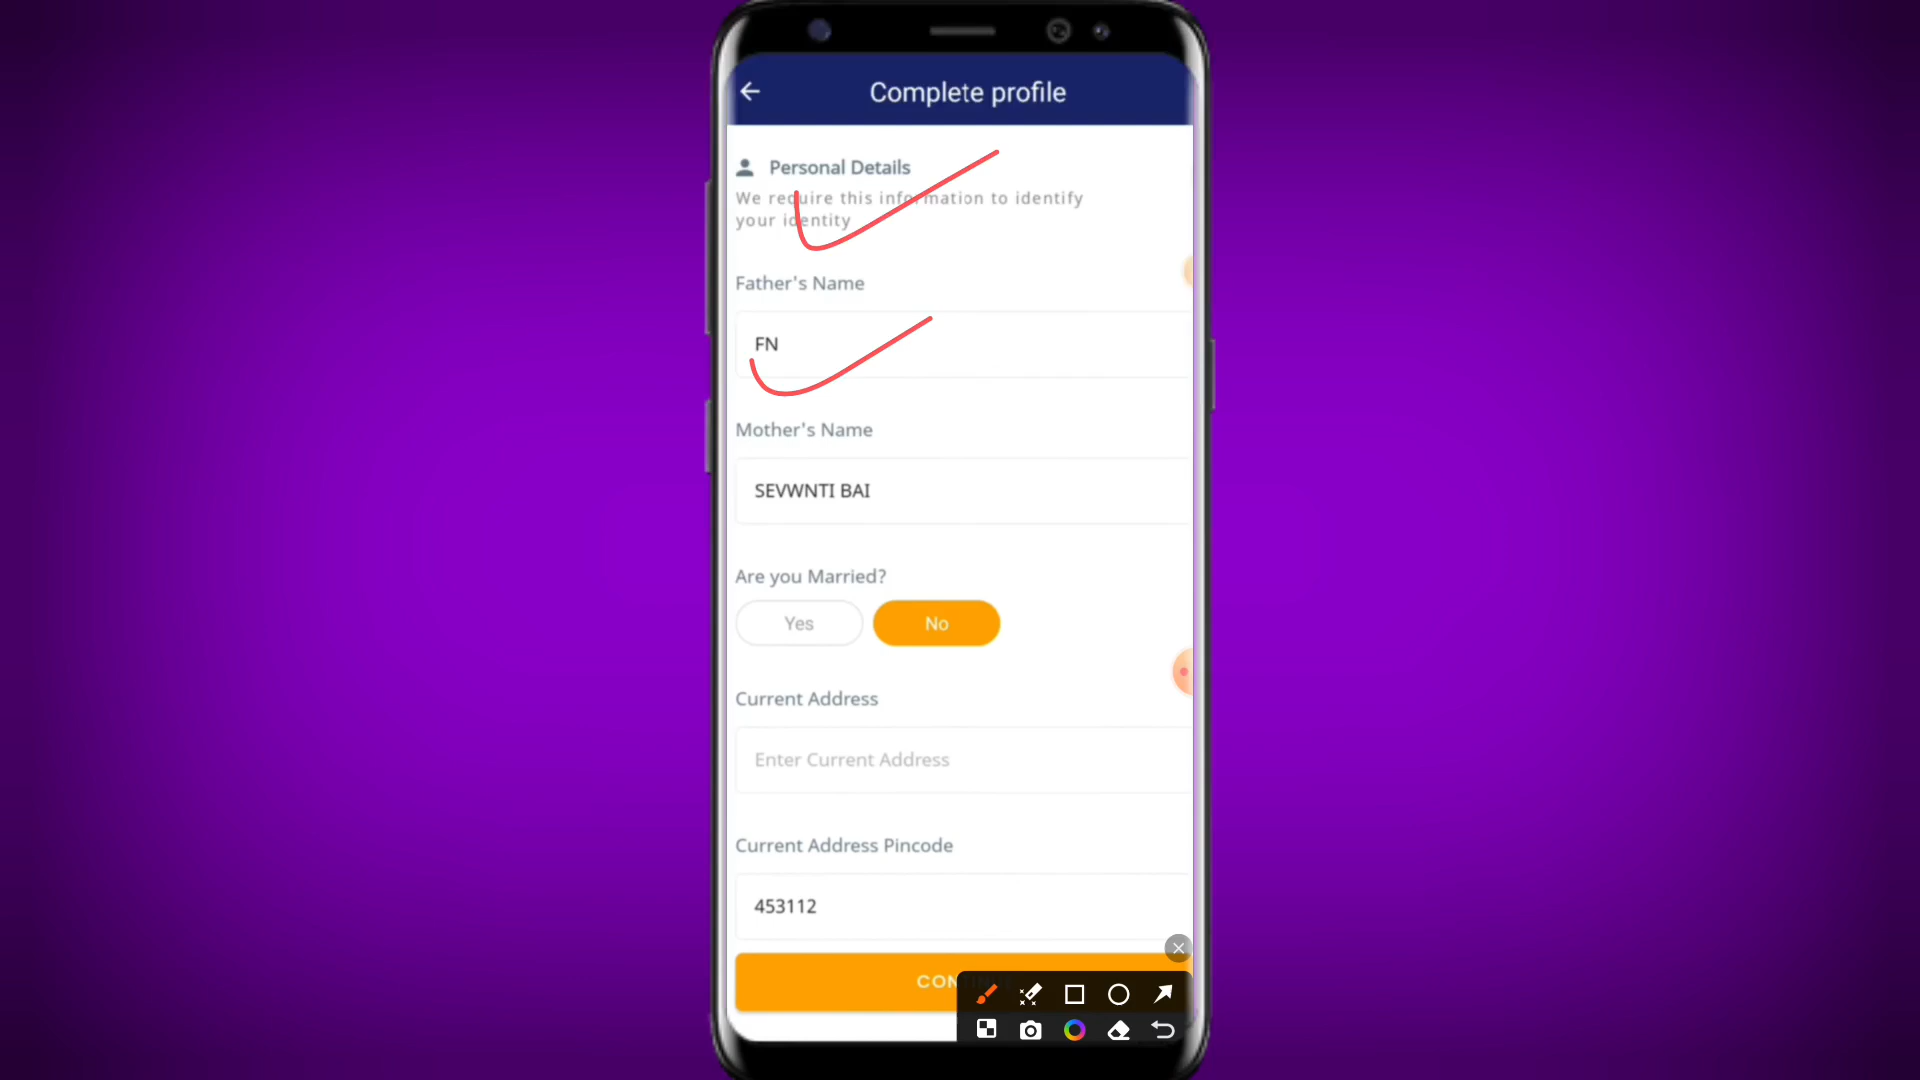 Complete profile
Personal Details
We require this information to identify
your identity
Father's Name
FN
Mother's Name
SEVWNTI BAI
Are you Married?
Yes
No
Current Address
Enter Current Address
Current Address Pincode
453112